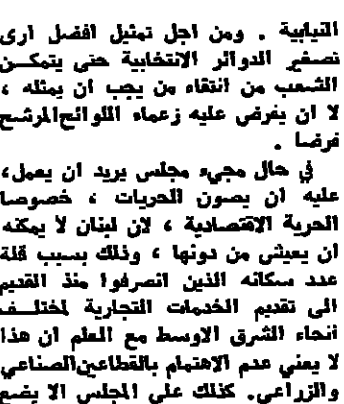 النيابية . ومن اجل تمثيل افضل ارى
تصغير الدوائر الانتخابية حتى يتمكـــن
الشعب من انتقاء من يجب ان يمثله ،
لا ان يفرض عليه زعماء اللوائح المرشح
فرضا .
في حال مجيء مجلس يريد ان يعمل،
عليه ان يصون الحريات ، خصوصا
الحرية الاقتصادية ، لان لبنان لا يمكنه
ان يعيش من دونها ، وذلك بسبب قلة
عدد سكانه الذين انصرفوا منذ القديم
الى تقديم الخدمات التجارية لمختلـــف
أنحاء الشرق الاوسط مع العلم ان هذا
لا يعني عدم الاهتمام بالقطاعين الصناعي
والزراعي. كذلك على المجلس الا يضع